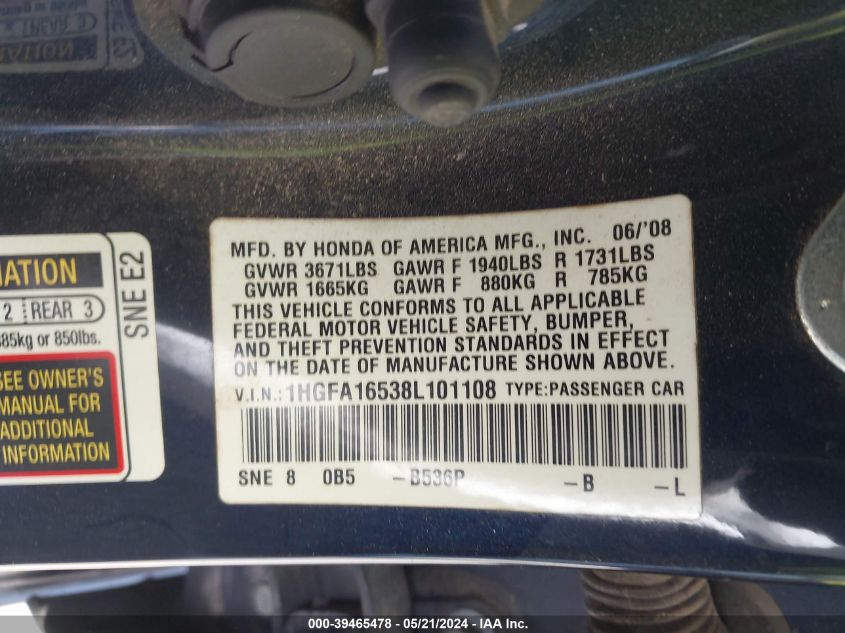 MFD. BY HONDA OF AMERICA MFG., INC. 06/'08
GVWR 3671LBS GAWR F 1940LBS R 1731LBS
GVWR 1665KG GAWR F 880KG R 785KG
THIS VEHICLE CONFORMS TO ALL APPLICABLE
FEDERAL MOTOR VEHICLE SAFETY, BUMPER,
AND THEFT PREVENTION STANDARDS IN EFFECT
ON THE DATE OF MANUFACTURE SHOWN ABOVE.
V.I.N.: 1HGFA16538L101108 TYPE:PASSENGER CAR
SNE 8 0B5 -B536P -B -L
2 REAR 3
or 850lbs.
SEE OWNER'S
MANUAL FOR
ADDITIONAL
INFORMATION
SNE E2
000-39465478 - 05/21/2024 - IAA Inc.